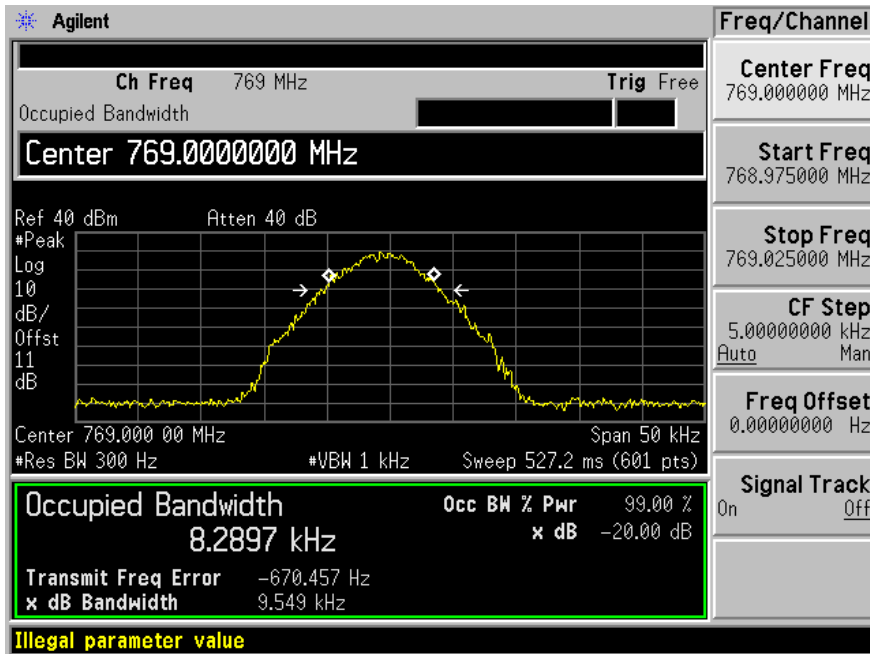 Agilent
Freq/Channel
Ch Freq 769 MHz Trig Free
Occupied Bandwidth
Center 769.0000000 MHz
Ref 40 dBm Atten 40 dB
#Peak
Log
10
dB/
Offst
11
dB
Center 769.000 00 MHz Span 50 kHz
#Res BW 300 Hz #VBW 1 kHz Sweep 527.2 ms (601 pts)
Occupied Bandwidth Occ BW % Pwr 99.00 %
8.2897 kHz x dB -20.00 dB
Transmit Freq Error -670.457 Hz
x dB Bandwidth 9.549 kHz
Illegal parameter value
Center Freq
769.000000 MHz
Start Freq
768.975000 MHz
Stop Freq
769.025000 MHz
CF Step
5.00000000 kHz
Auto Man
Freq Offset
0.00000000 Hz
Signal Track
On Off